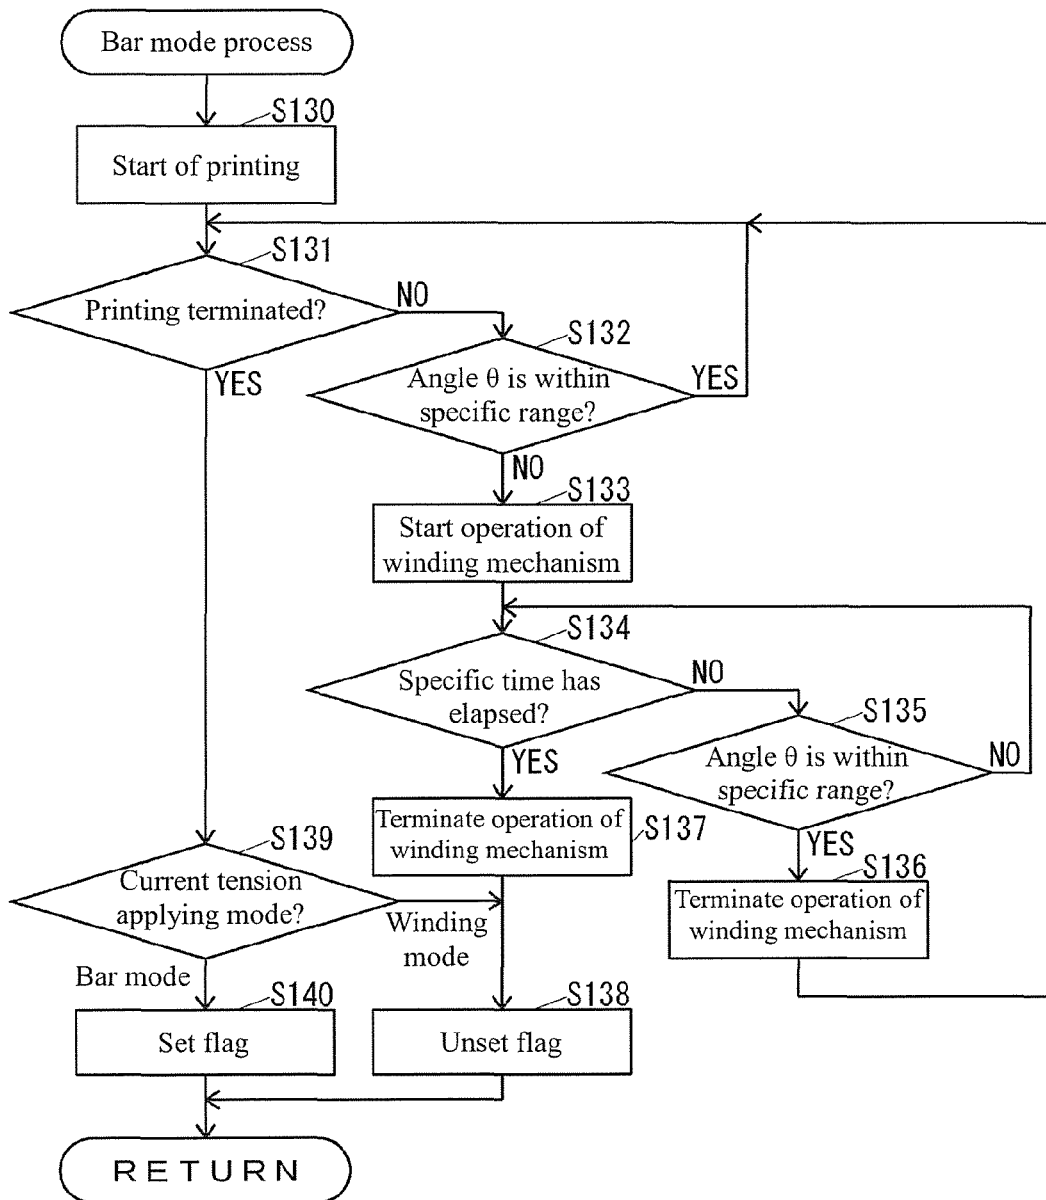 Bar mode process
S130
Start of printing
S131
Printing terminated?
NO
YES
S132
Angle θ is within
specific range?
YES
NO
S133
Start operation of
winding mechanism
S134
Specific time has
elapsed?
NO
YES
S135
Angle θ is within
specific range?
NO
YES
S136
Terminate operation of
winding mechanism
Terminate operation of
winding mechanism
S137
S139
Current tension
applying mode?
Winding
mode
Bar mode
S140
Set flag
S138
Unset flag
RETURN